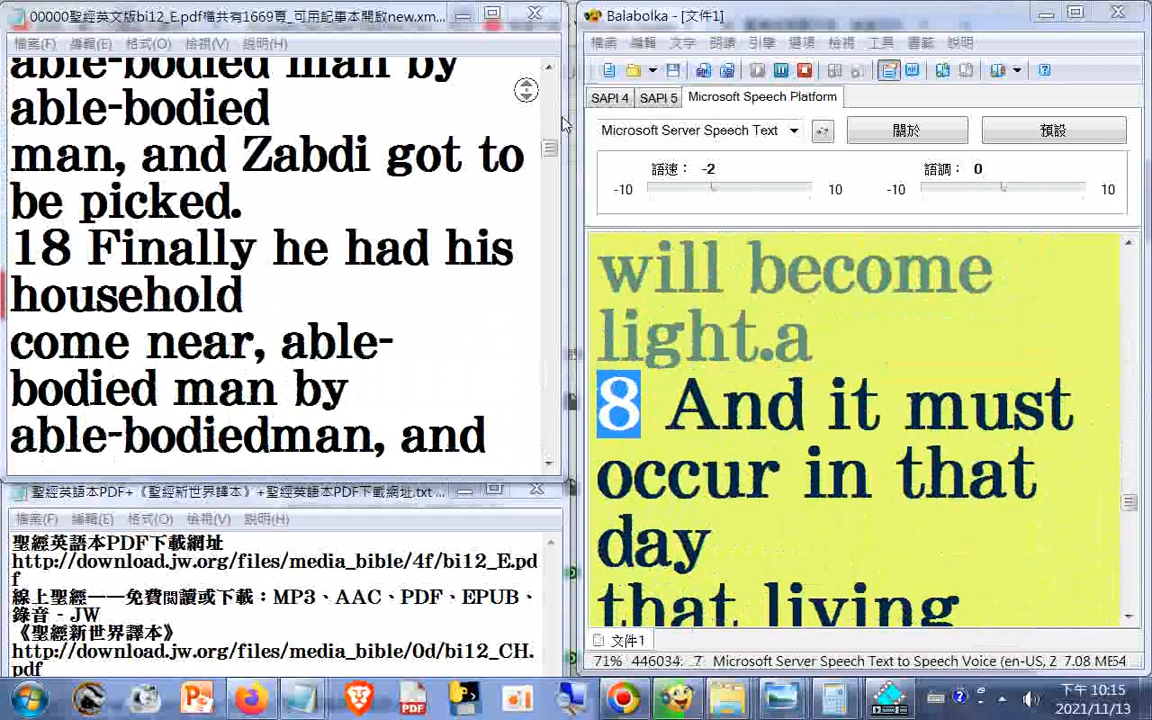 00000聖經英文版bi12_E.pdf檔共有1669頁_可用記事本開啟new.xm...
檔案(F) 編輯(E) 格式(O) 檢視(V) 說明(H)
able-bodied man by
able-bodied
man, and Zabdi got to
be picked.
18 Finally he had his
household
come near, able-
bodied man by
able-bodiedman, and
聖經英語本PDF+《聖經新世界譯本》+聖經英語本PDF下載網址.txt ...
檔案(F) 編輯(E) 格式(O) 檢視(V) 說明(H)
聖經英語本PDF下載網址
http://download.jw.org/files/media_bible/4f/bi12_E.pd
f
線上聖經——免費閱讀或下載：MP3、AAC、PDF、EPUB、
錄音 - JW
《聖經新世界譯本》
http://download.jw.org/files/media_bible/0d/bi12_CH.
pdf
Balabolka - [文件1]
檔案 編輯 文字 朗讀 引擎 選項 檢視 工具 書籤 說明
SAPI 4 SAPI 5 Microsoft Speech Platform
Microsoft Server Speech Text 關於 預設
語速： -2 語調： 0
-10 10 -10 10
will become
light.a
8 And it must
occur in that
day
that living
文件1
71% 446034: 7 Microsoft Server Speech Text to Speech Voice (en-US, 2 7.08 ME54
下午 10:15
2021/11/13